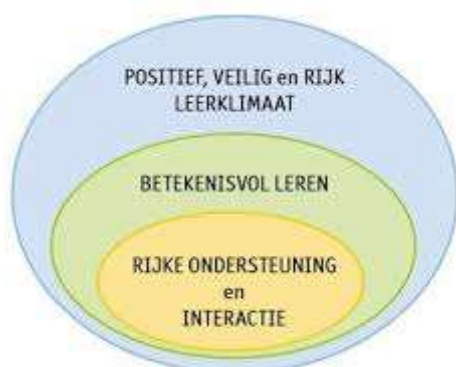 POSITIEF, VEILIG en RIJK
LEERKLIMAAT
BETEKENISVOL LEREN
RIJKE ONDERSTEUNING
en
INTERACTIE